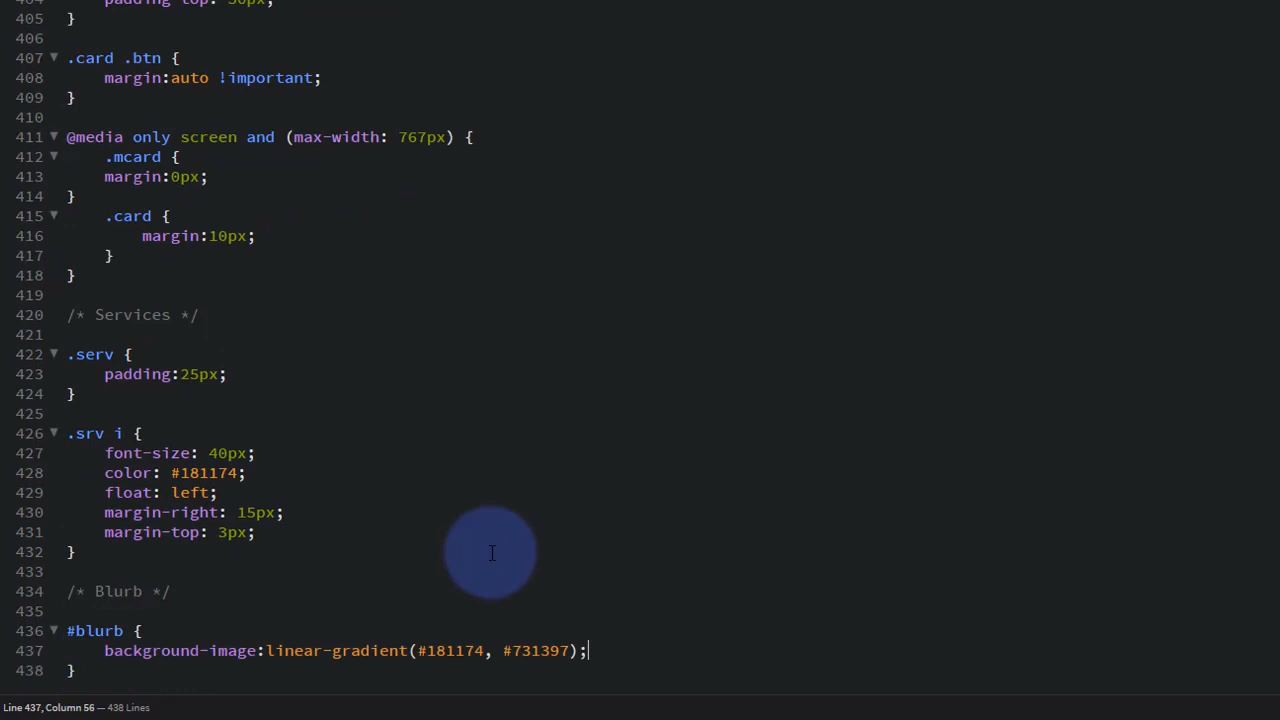 404 padding-top: 50px;
405 }
406
407 .card .btn {
408 margin:auto !important;
409 }
410
411 @media only screen and (max-width: 767px) {
412 .mcard {
413 margin:0px;
414 }
415 .card {
416 margin:10px;
417 }
418 }
419
420 /* Services */
421
422 .serv {
423 padding:25px;
424 }
425
426 .srv i {
427 font-size: 40px;
428 color: #181174;
429 float: left;
430 margin-right: 15px;
431 margin-top: 3px;
432 }
433
434 /* Blurb */
435
436 #blurb {
437 background-image:linear-gradient(#181174, #731397);
438 }
Line 437, Column 56 — 438 Lines